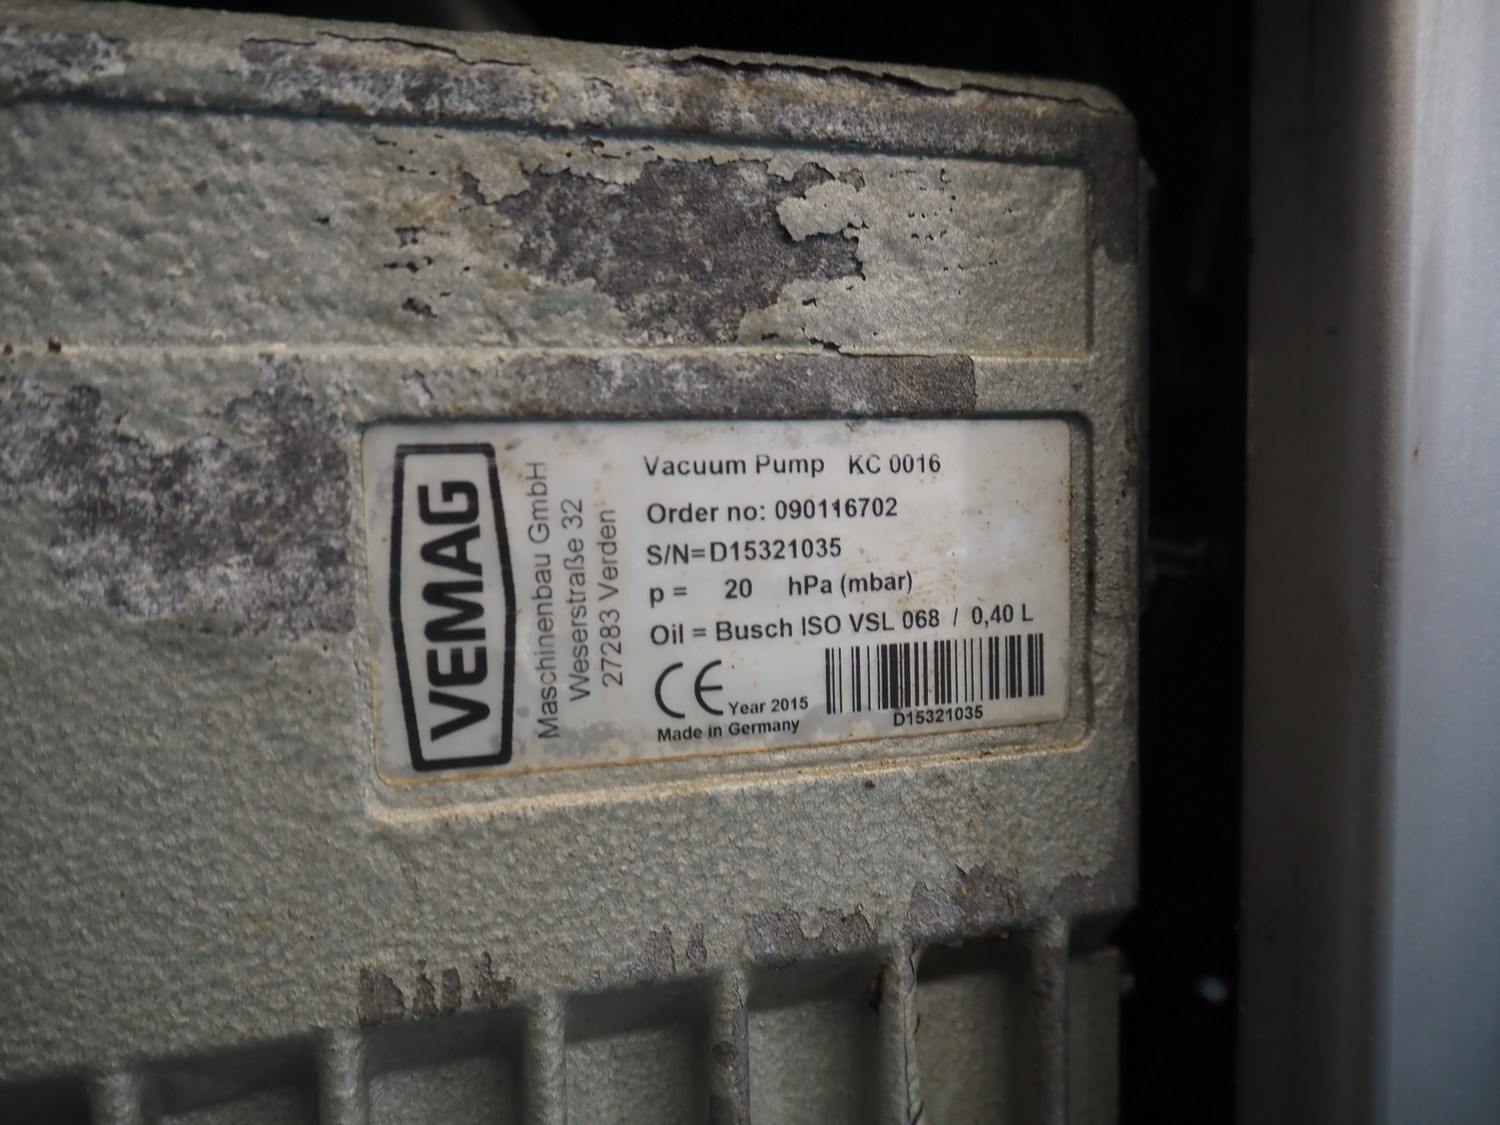 VEMAG
Maschinenbau GmbH
Weserstraße 32
27283 Verden
Vacuum Pump KC 0016
Order no: 090116702
S/N=D15321035
p = 20 hPa (mbar)
Oil = Busch ISO VSL 068 / 0,40 L
CE Year 2015
Made in Germany
D15321035